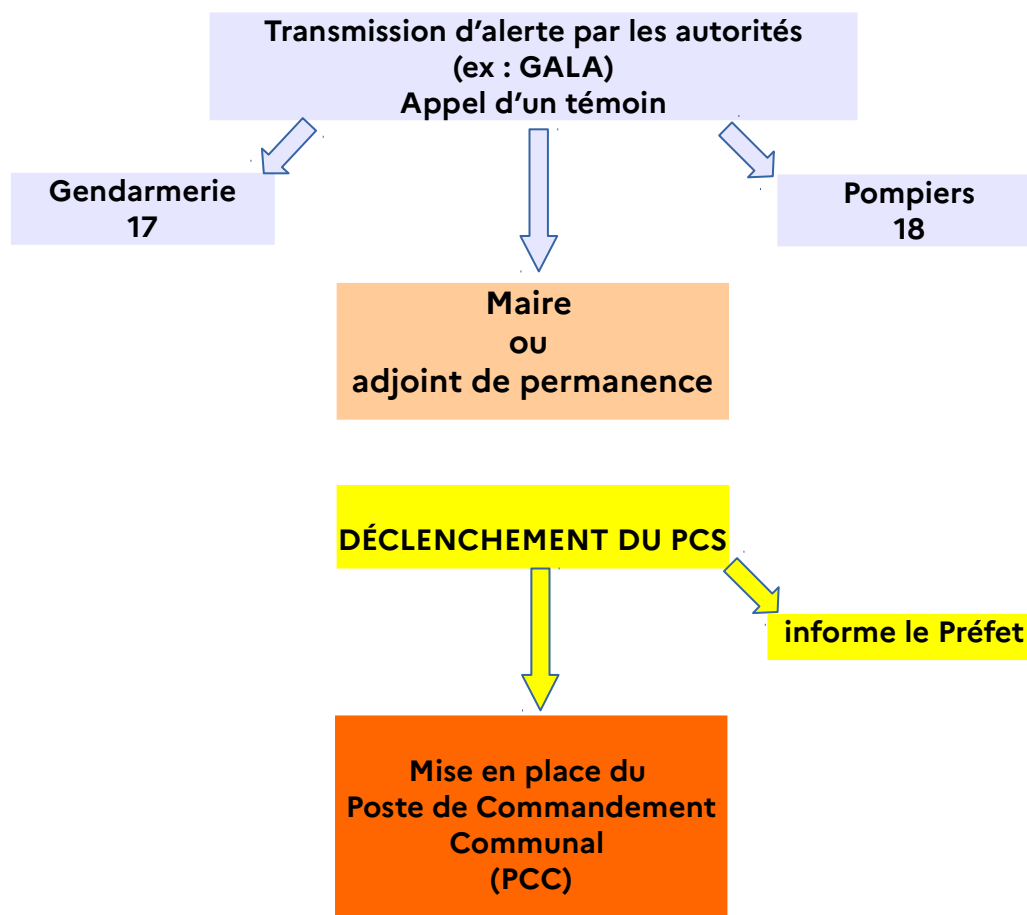 Transmission d'alerte par les autorités
(ex : GALA)
Appel d'un témoin
Gendarmerie
17
Pompiers
18
Maire
ou
adjoint de permanence
DÉCLENCHEMENT DU PCS
informe le Préfet
Mise en place du
Poste de Commandement
Communal
(PCC)